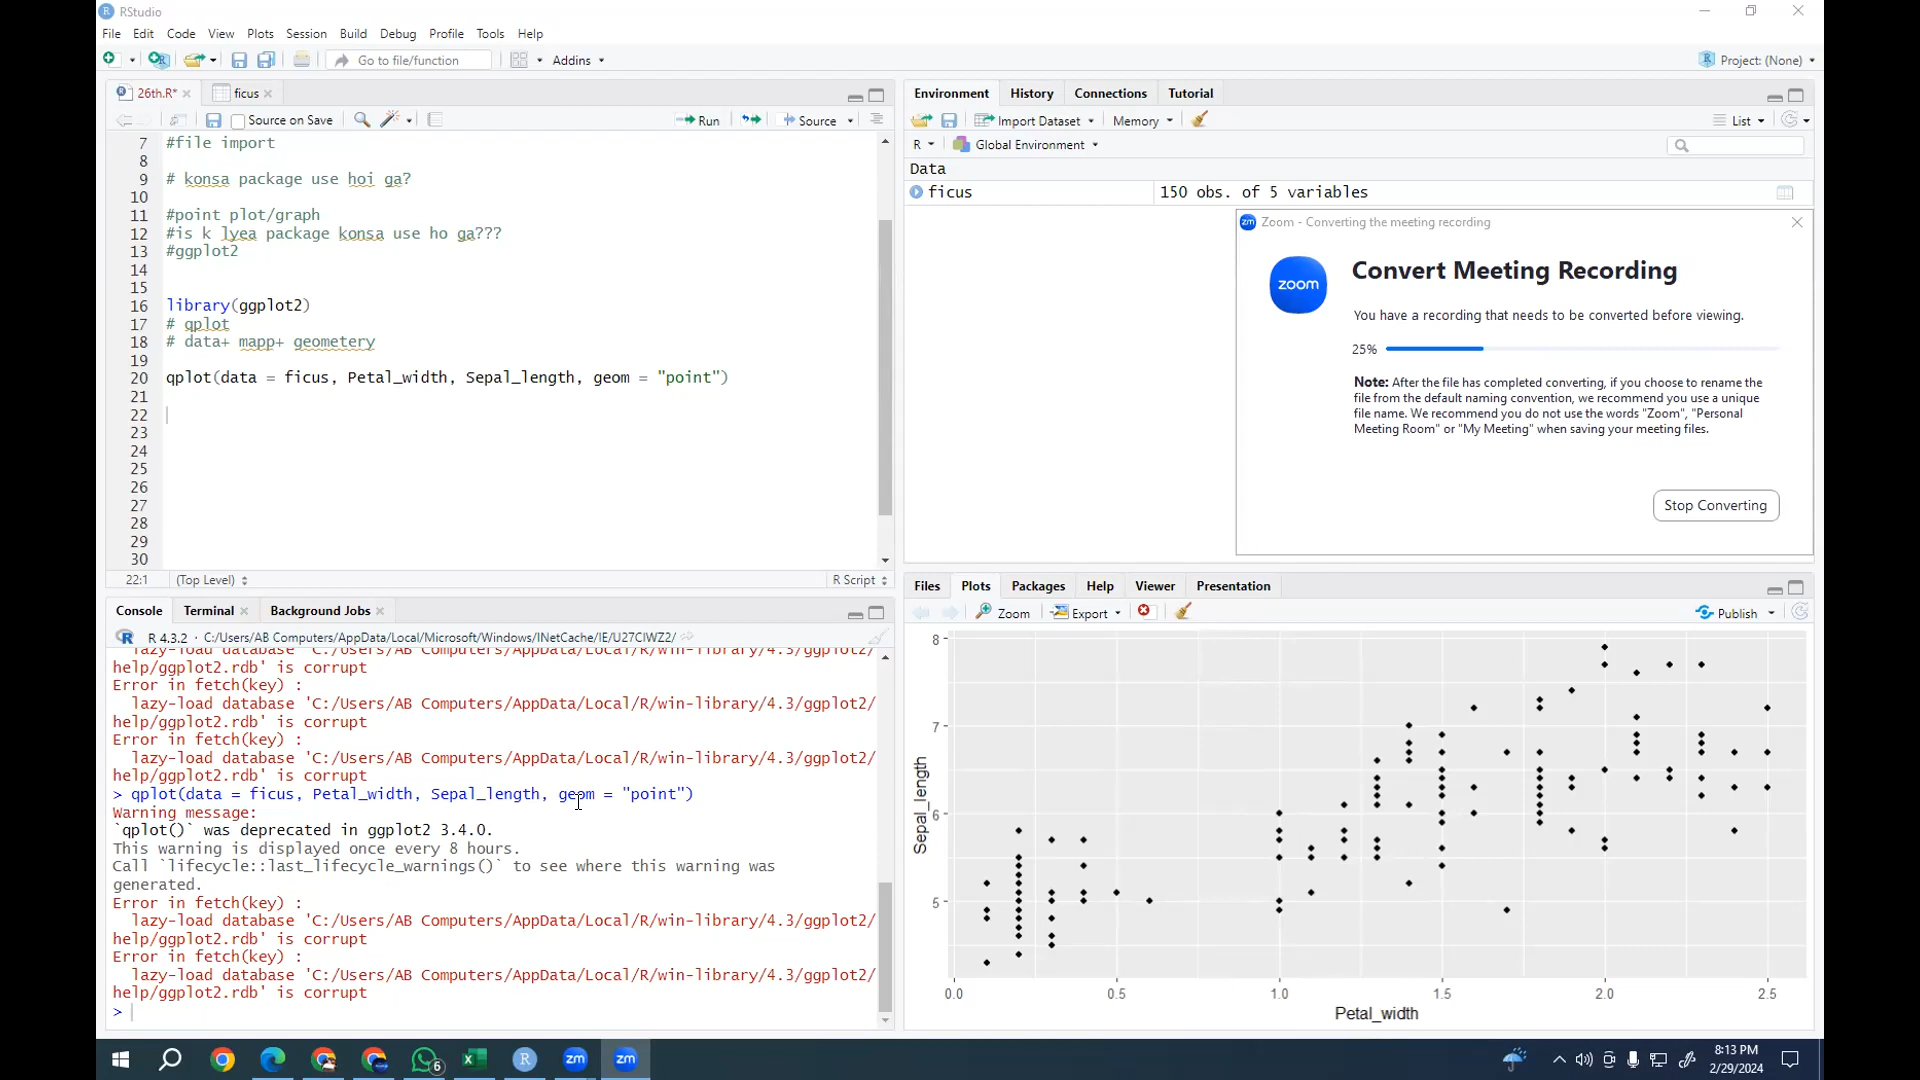 RStudio
File Edit Code View Plots Session Build Debug Profile Tools Help
Go to file/function Addins Project: (None)
26th.R* ficus
Source on Save Run Source
7 #file import
8
9 # konsa package use hoi ga?
10
11 #point plot/graph
12 #is k lyea package konsa use ho ga???
13 #ggplot2
14
15
16 library(ggplot2)
17 # qplot
18 # data+ mapp+ geometery
19
20 qplot(data = ficus, Petal_width, Sepal_length, geom = "point")
21
22
23
24
25
26
27
28
29
30
22:1 (Top Level) R Script
Console Terminal Background Jobs
R 4.3.2 · C:/Users/AB Computers/AppData/Local/Microsoft/Windows/INetCache/IE/U27CIWZ2/
lazy-load database 'C:/Users/AB Computers/AppData/Local/R/win-library/4.3/ggplot2/
help/ggplot2.rdb' is corrupt
Error in fetch(key) :
lazy-load database 'C:/Users/AB Computers/AppData/Local/R/win-library/4.3/ggplot2/
help/ggplot2.rdb' is corrupt
Error in fetch(key) :
lazy-load database 'C:/Users/AB Computers/AppData/Local/R/win-library/4.3/ggplot2/
help/ggplot2.rdb' is corrupt
> qplot(data = ficus, Petal_width, Sepal_length, geom = "point")
Warning message:
`qplot()` was deprecated in ggplot2 3.4.0.
This warning is displayed once every 8 hours.
Call `lifecycle::last_lifecycle_warnings()` to see where this warning was
generated.
Error in fetch(key) :
lazy-load database 'C:/Users/AB Computers/AppData/Local/R/win-library/4.3/ggplot2/
help/ggplot2.rdb' is corrupt
Error in fetch(key) :
lazy-load database 'C:/Users/AB Computers/AppData/Local/R/win-library/4.3/ggplot2/
help/ggplot2.rdb' is corrupt
>
Environment History Connections Tutorial
Import Dataset Memory List
R Global Environment
Data
ficus 150 obs. of 5 variables
zm Zoom - Converting the meeting recording
zoom
Convert Meeting Recording
You have a recording that needs to be converted before viewing.
25%
Note: After the file has completed converting, if you choose to rename the
file from the default naming convention, we recommend you use a unique
file name. We recommend you do not use the words "Zoom", "Personal
Meeting Room" or "My Meeting" when saving your meeting files.
Stop Converting
Files Plots Packages Help Viewer Presentation
Zoom Export Publish
8
7
6
5
Sepal_length
0.0 0.5 1.0 1.5 2.0 2.5
Petal_width
6 R zm zm
8:13 PM
2/29/2024